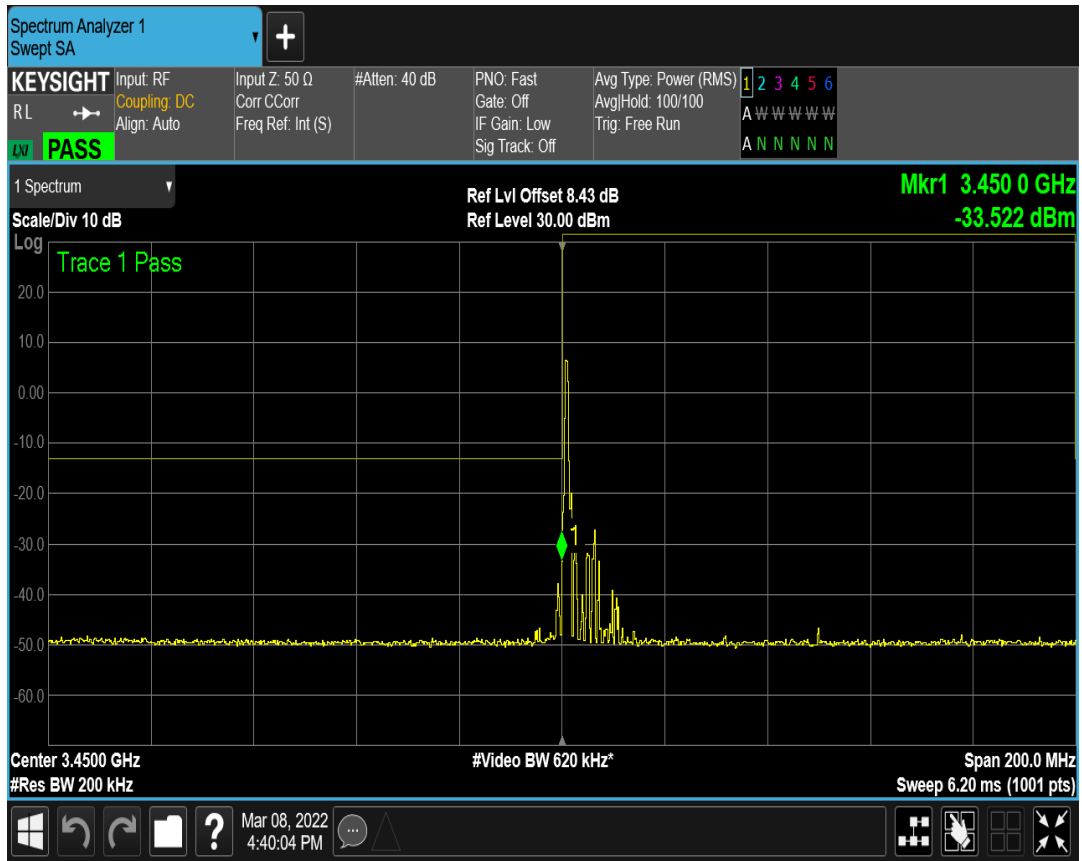 Spectrum Analyzer 1
Swept SA
+
KEYSIGHT
RL
LXI PASS
Input: RF
Coupling: DC
Align: Auto
Input Z: 50 Ω
Corr CCorr
Freq Ref: Int (S)
#Atten: 40 dB
PNO: Fast
Gate: Off
IF Gain: Low
Sig Track: Off
Avg Type: Power (RMS)
Avg|Hold: 100/100
Trig: Free Run
1 2 3 4 5 6
A W W W W W
A N N N N N
1 Spectrum
Scale/Div 10 dB
Ref Lvl Offset 8.43 dB
Ref Level 30.00 dBm
Mkr1 3.450 0 GHz
-33.522 dBm
Log
Trace 1 Pass
20.0
10.0
0.00
-10.0
-20.0
-30.0
-40.0
-50.0
-60.0
1
Center 3.4500 GHz
#Res BW 200 kHz
#Video BW 620 kHz*
Span 200.0 MHz
Sweep 6.20 ms (1001 pts)
?
Mar 08, 2022
4:40:04 PM